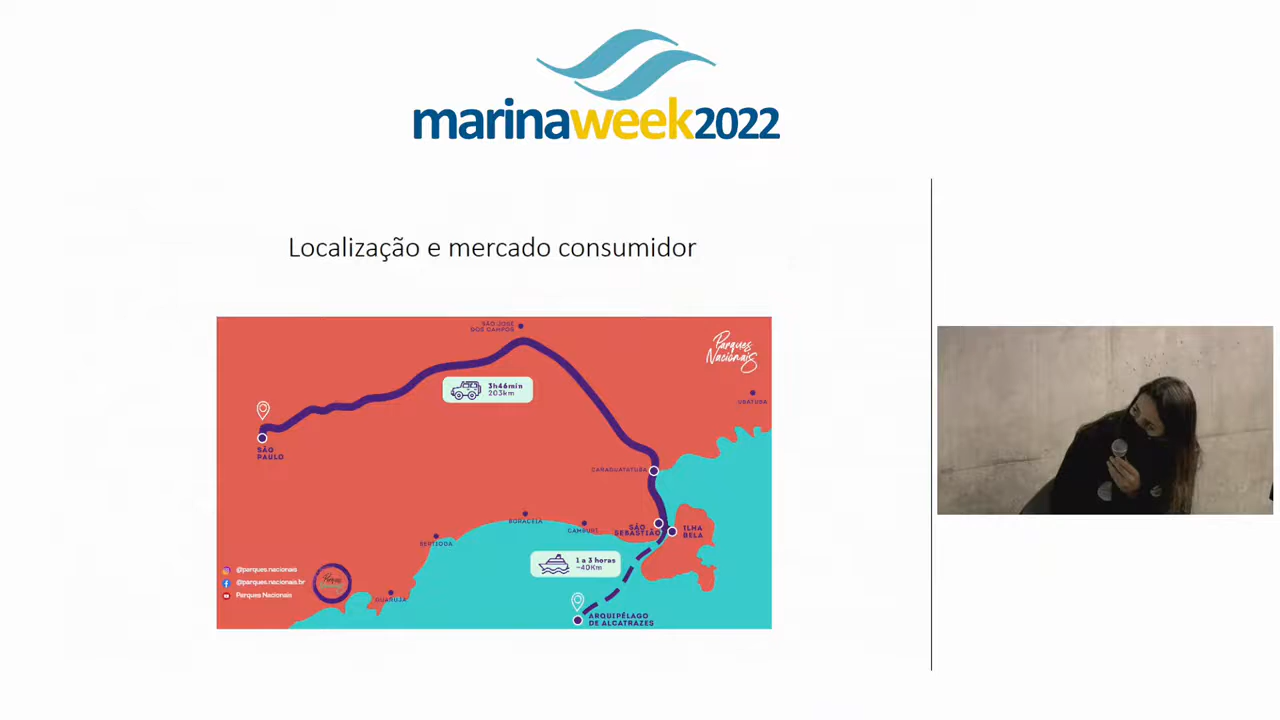 marinaweek2022
Localização e mercado consumidor
SÃO JOSÉ
DOS CAMPOS
Parques
Nacionais
3h46min
203km
UBATUBA
SÃO
PAULO
CARAGUATATUBA
BORACEIA
CAMBURI
SÃO
SEBASTIÃO
ILHA
BELA
BERTIOGA
1 a 3 horas
~40Km
@parques.nacionais
@parques.nacionais.br
Parques Nacionais
Parques
GUARUJÁ
ARQUIPÉLAGO
DE ALCATRAZES